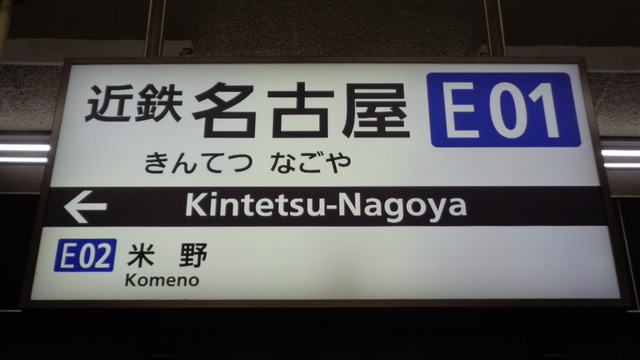 近鉄 名古屋 E01
きんてつ なごや
← Kintetsu-Nagoya
E02 米野
Komeno